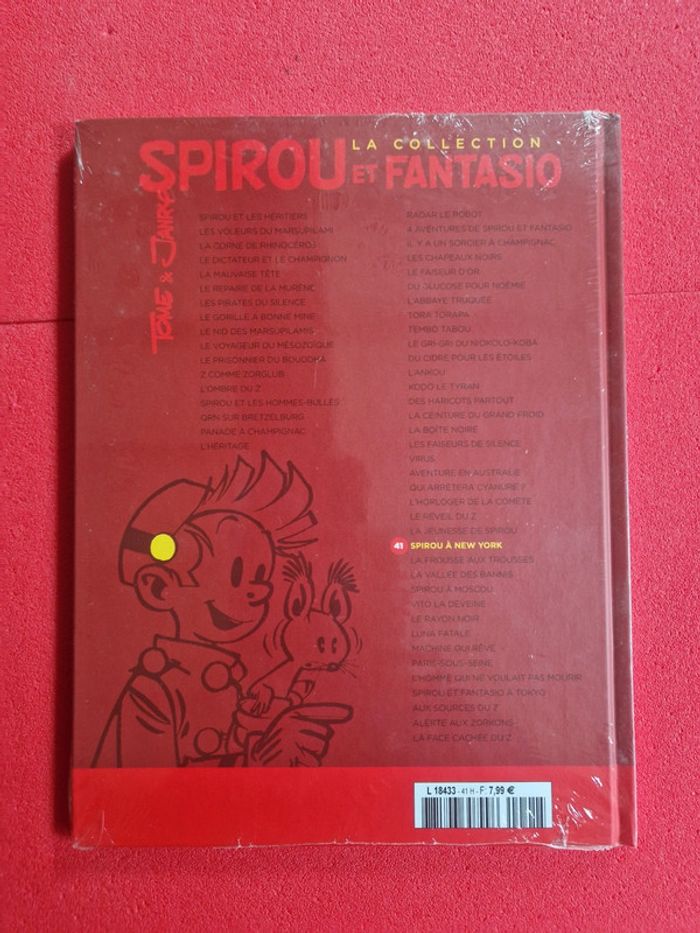 LA COLLECTION
SPIROU ET FANTASIO
TOME & JANRY
SPIROU ET LES HÉRITIERS
LES VOLEURS DU MARSUPILAMI
LA CORNE DE RHINOCÉROS
LE DICTATEUR ET LE CHAMPIGNON
LA MAUVAISE TÊTE
LE REPAIRE DE LA MURÈNE
LES PIRATES DU SILENCE
LE GORILLE A BONNE MINE
LE NID DES MARSUPILAMIS
LE VOYAGEUR DU MÉSOZOÏQUE
LE PRISONNIER DU BOUDDHA
Z COMME ZORGLUB
L'OMBRE DU Z
SPIROU ET LES HOMMES-BULLES
QRN SUR BRETZELBURG
PANADE À CHAMPIGNAC
L'HÉRITAGE
RADAR LE ROBOT
4 AVENTURES DE SPIROU ET FANTASIO
IL Y A UN SORCIER À CHAMPIGNAC
LES CHAPEAUX NOIRS
LE FAISEUR D'OR
DU GLUCOSE POUR NOÉMIE
L'ABBAYE TRUQUÉE
TORA TORAPA
TEMBO TABOU
LE GRI-GRI DU NIOKOLO-KOBA
DU CIDRE POUR LES ÉTOILES
L'ANKOU
KODO LE TYRAN
DES HARICOTS PARTOUT
LA CEINTURE DU GRAND FROID
LA BOÎTE NOIRE
LES FAISEURS DE SILENCE
VIRUS
AVENTURE EN AUSTRALIE
QUI ARRÊTERA CYANURE ?
L'HORLOGER DE LA COMÈTE
LE RÉVEIL DU Z
LA JEUNESSE DE SPIROU
41 SPIROU À NEW YORK
LA FROUSSE AUX TROUSSES
LA VALLÉE DES BANNIS
SPIROU À MOSCOU
VITO LA DÉVEINE
LE RAYON NOIR
LUNA FATALE
MACHINE QUI RÊVE
PARIS-SOUS-SEINE
L'HOMME QUI NE VOULAIT PAS MOURIR
SPIROU ET FANTASIO À TOKYO
AUX SOURCES DU Z
ALERTE AUX ZORKONS
LA FACE CACHÉE DU Z
L 18433 - 41 H - F: 7,99 €